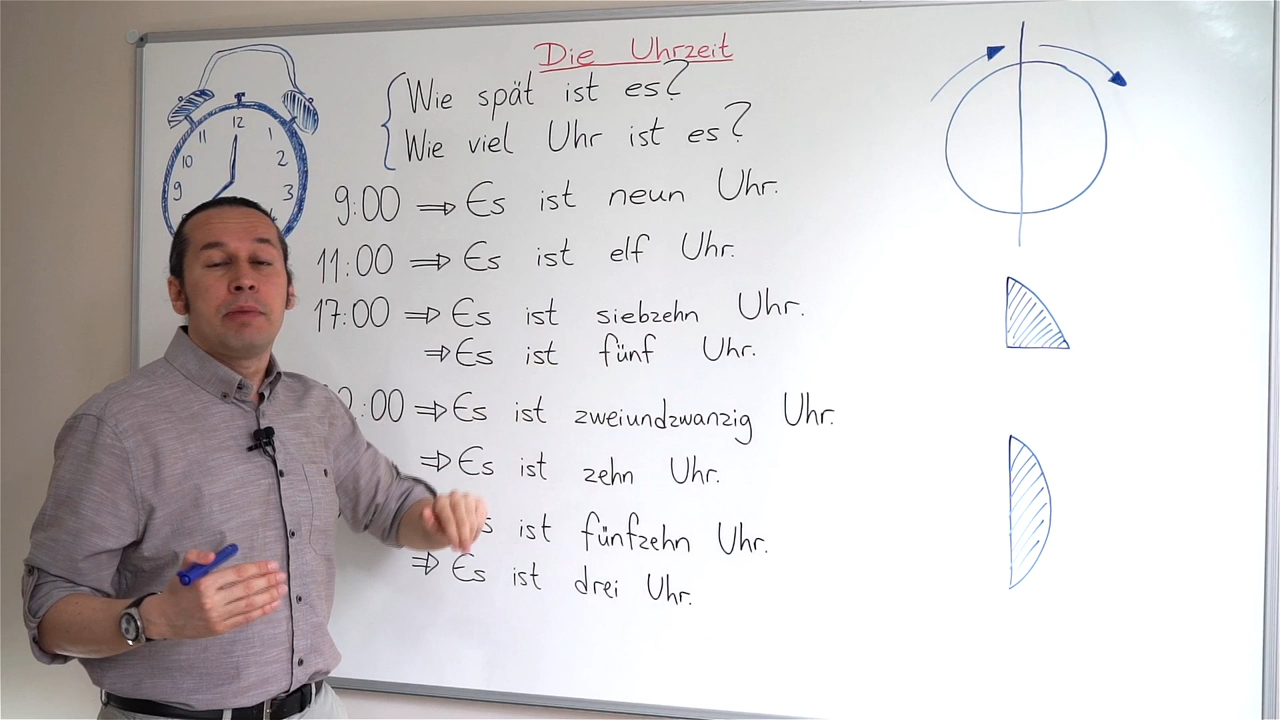 Die Uhrzeit
Wie spät ist es?
Wie viel Uhr ist es?
12
11 1
10 2
9 3
9:00 ⇒ Es ist neun Uhr.
11:00 ⇒ Es ist elf Uhr.
17:00 ⇒ Es ist siebzehn Uhr.
⇒ Es ist fünf Uhr.
:00 ⇒ Es ist zweiundzwanzig Uhr.
⇒ Es ist zehn Uhr.
ist fünfzehn Uhr.
⇒ Es ist drei Uhr.